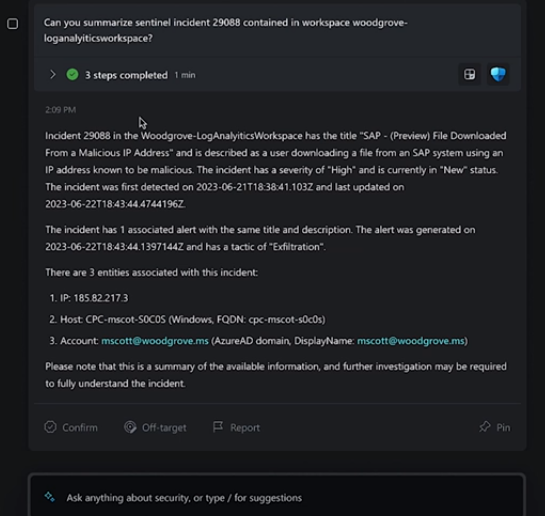 Can you summarize sentinel incident 29088 contained in workspace woodgrove-
loganalyiticsworkspace?
3 steps completed 1 min
2:09 PM
Incident 29088 in the Woodgrove-LogAnalyiticsWorkspace has the title "SAP - (Preview) File Downloaded
From a Malicious IP Address" and is described as a user downloading a file from an SAP system using an
IP address known to be malicious. The incident has a severity of "High" and is currently in "New" status.
The incident was first detected on 2023-06-21T18:38:41.103Z and last updated on
2023-06-22T18:43:44.4744196Z.
The incident has 1 associated alert with the same title and description. The alert was generated on
2023-06-22T18:43:44.1397144Z and has a tactic of "Exfiltration".
There are 3 entities associated with this incident:
1. IP: 185.82.217.3
2. Host: CPC-mscot-S0C0S (Windows, FQDN: cpc-mscot-s0c0s)
3. Account: mscott@woodgrove.ms (AzureAD domain, DisplayName: mscott@woodgrove.ms)
Please note that this is a summary of the available information, and further investigation may be required
to fully understand the incident.
Confirm Off-target Report Pin
Ask anything about security, or type / for suggestions